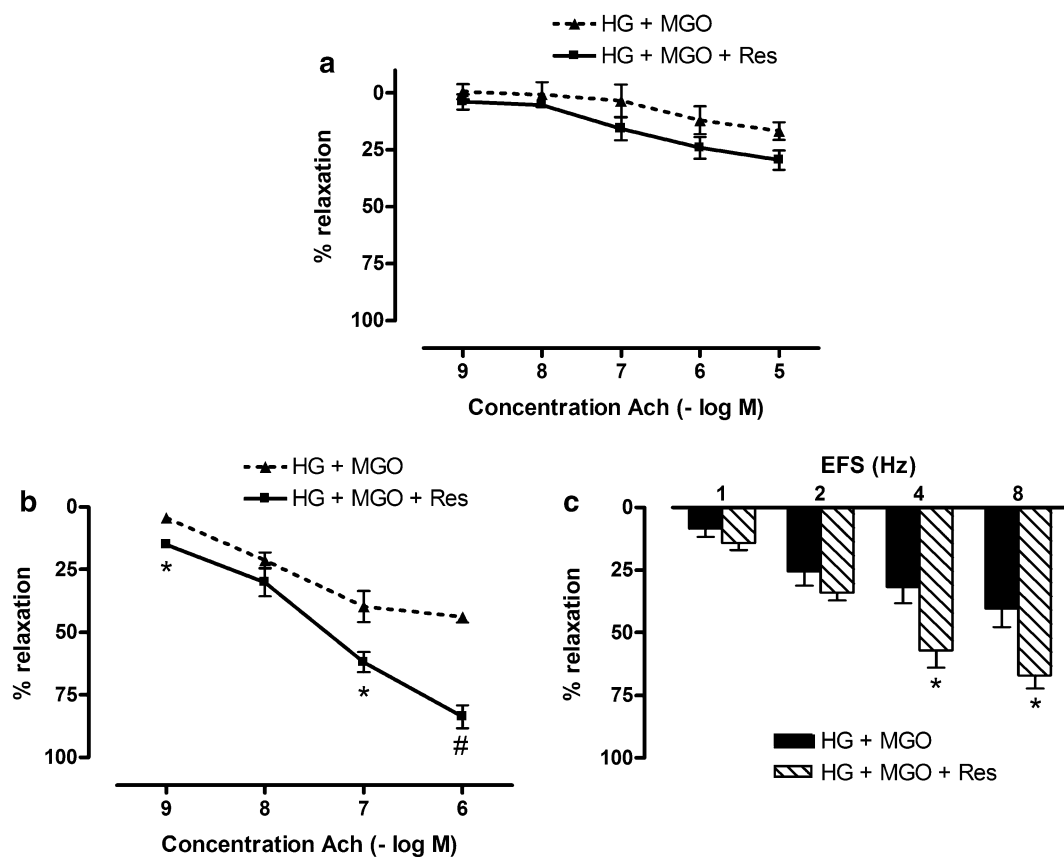 HG + MGO
HG + MGO + Res
a
0
25
50
75
100
% relaxation
9 8 7 6 5
Concentration Ach (- log M)
HG + MGO
HG + MGO + Res
b
0
25
50
75
100
% relaxation
*
*
#
9 8 7 6
Concentration Ach (- log M)
c
EFS (Hz)
1 2 4 8
0
25
50
75
100
% relaxation
*
*
HG + MGO
HG + MGO + Res